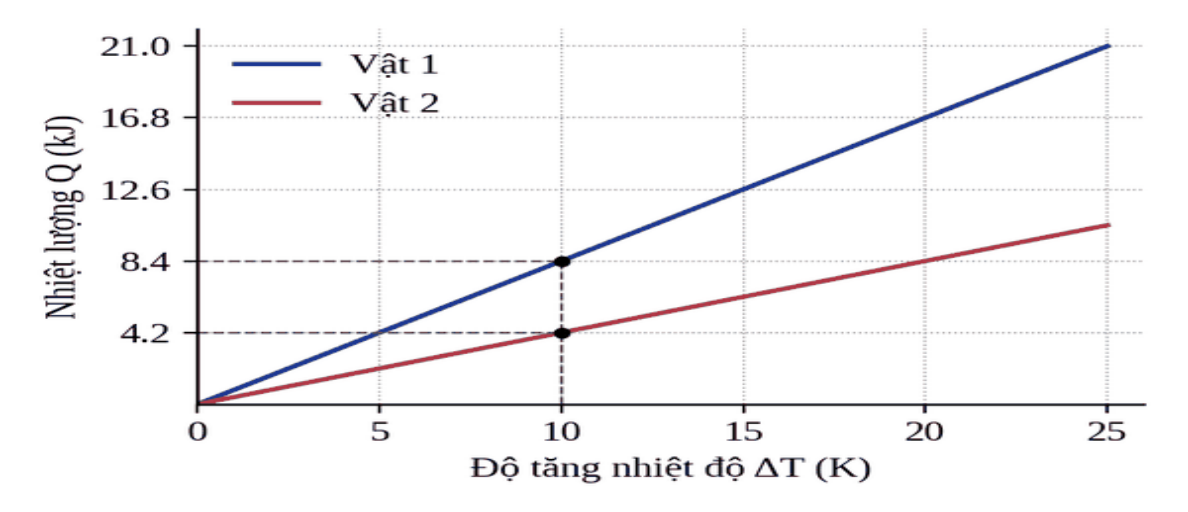 21.0
16.8
12.6
8.4
4.2
Nhiệt lượng Q (kJ)
Vật 1
Vật 2
0 5 10 15 20 25
Độ tăng nhiệt độ ΔT (K)